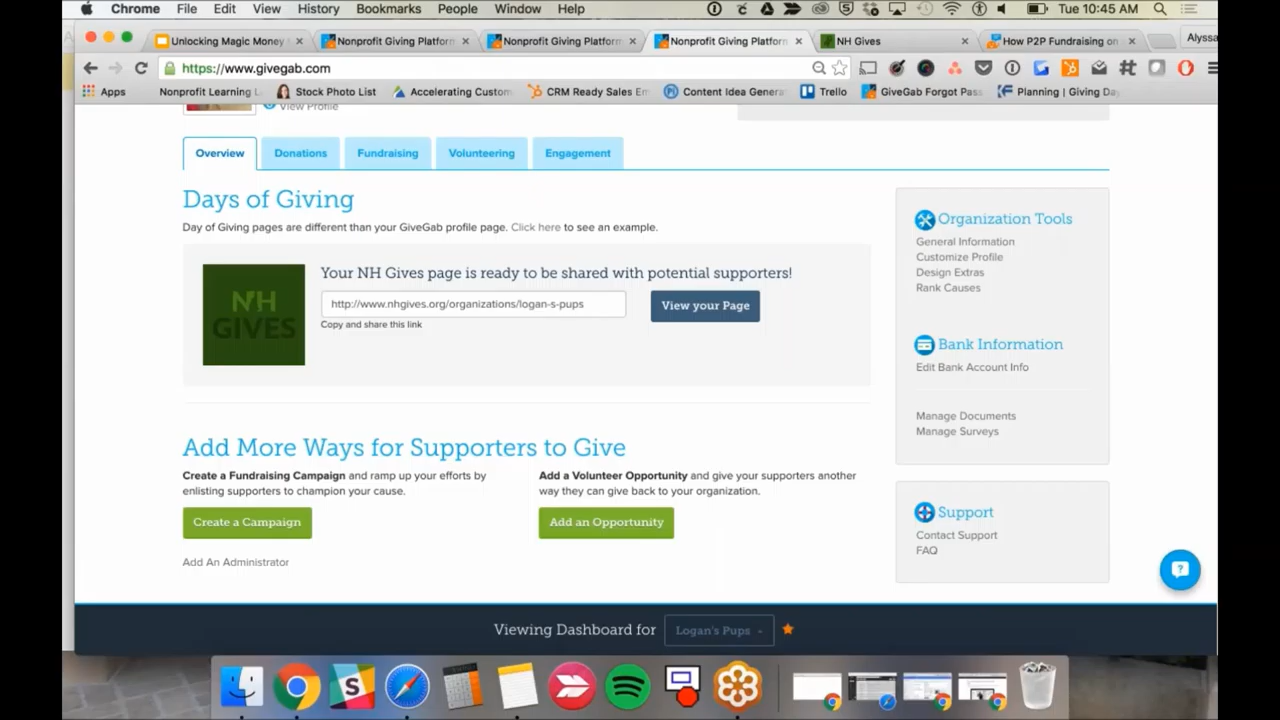 Chrome File Edit View History Bookmarks People Window Help Tue 10:45 AM
Unlocking Magic Money Nonprofit Giving Platform Nonprofit Giving Platform Nonprofit Giving Platform NH Gives How P2P Fundraising on Alyssa
https://www.givegab.com
Apps Nonprofit Learning L Stock Photo List Accelerating Custom CRM Ready Sales Em Content Idea Genera Trello GiveGab Forgot Pas Planning | Giving Day
View Profile
Overview Donations Fundraising Volunteering Engagement
Days of Giving
Day of Giving pages are different than your GiveGab profile page. Click here to see an example.
NH
GIVES
Your NH Gives page is ready to be shared with potential supporters!
http://www.nhgives.org/organizations/logan-s-pups
View your Page
Copy and share this link
Add More Ways for Supporters to Give
Create a Fundraising Campaign and ramp up your efforts by
enlisting supporters to champion your cause.
Create a Campaign
Add a Volunteer Opportunity and give your supporters another
way they can give back to your organization.
Add an Opportunity
Add An Administrator
Organization Tools
General Information
Customize Profile
Design Extras
Rank Causes
Bank Information
Edit Bank Account Info
Manage Documents
Manage Surveys
Support
Contact Support
FAQ
Viewing Dashboard for Logan's Pups